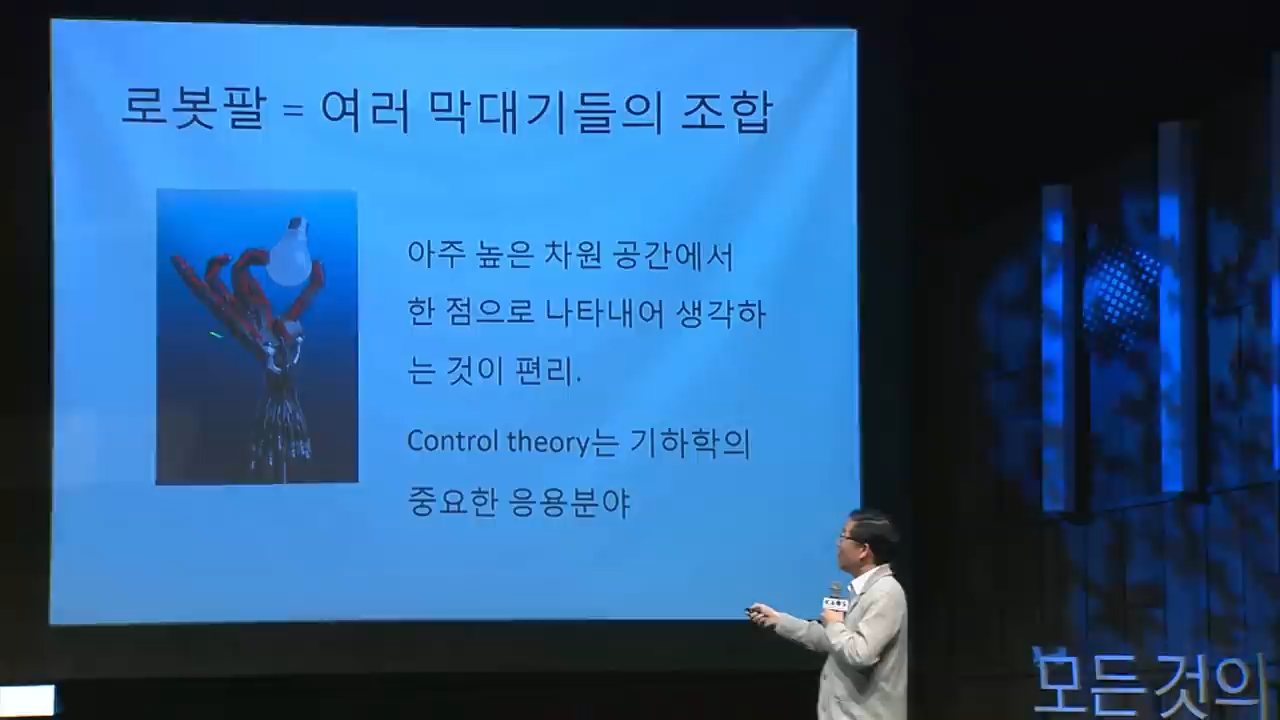 로봇팔 = 여러 막대기들의 조합
아주 높은 차원 공간에서
한 점으로 나타내어 생각하
는 것이 편리.
Control theory는 기하학의
중요한 응용분야
모든것의